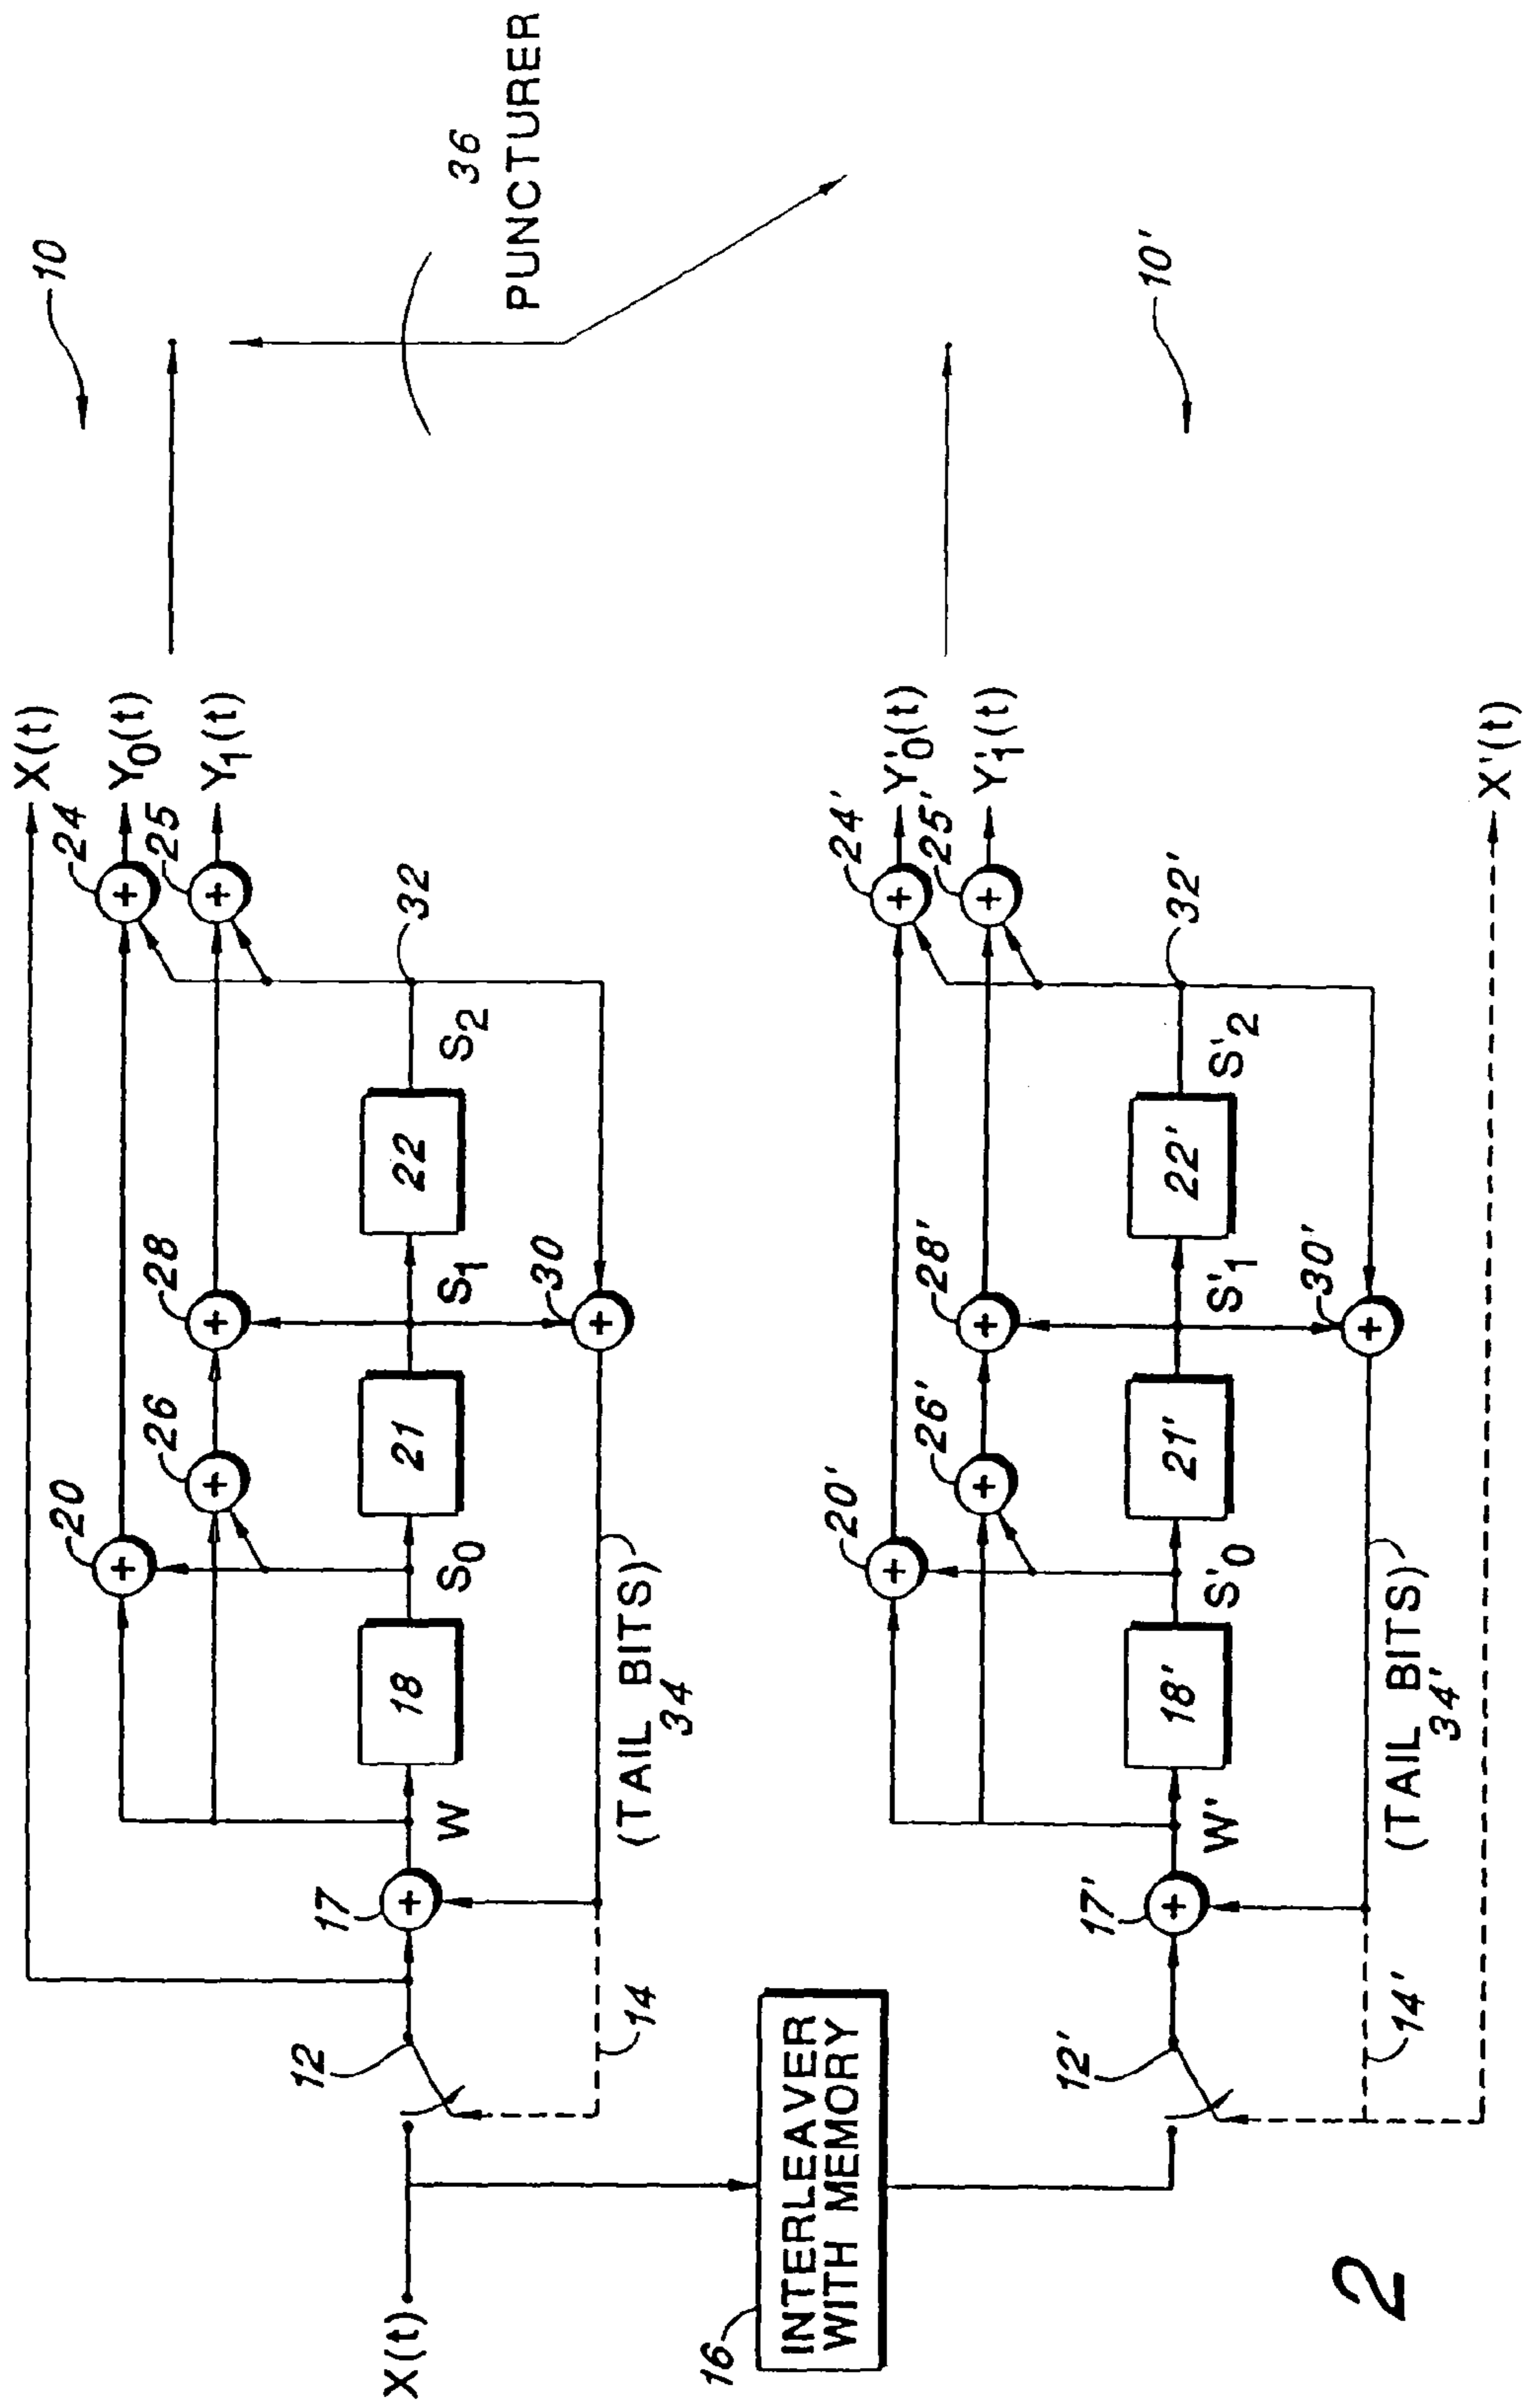 10
X(t)
24
Y0(t)
25
Y1(t)
20
26
28
32
36
PUNCTURER
12
17
W
18
S0
21
S1
22
S2
30
X(t)
14
(TAIL BITS)
34
16
INTERLEAVER
WITH MEMORY
24'
Y'0(t)
25'
Y'1(t)
20'
26'
28'
32'
10'
12'
17'
W'
18'
S'0
21'
S'1
22'
S'2
30'
14'
(TAIL BITS)
34'
X'(t)
2